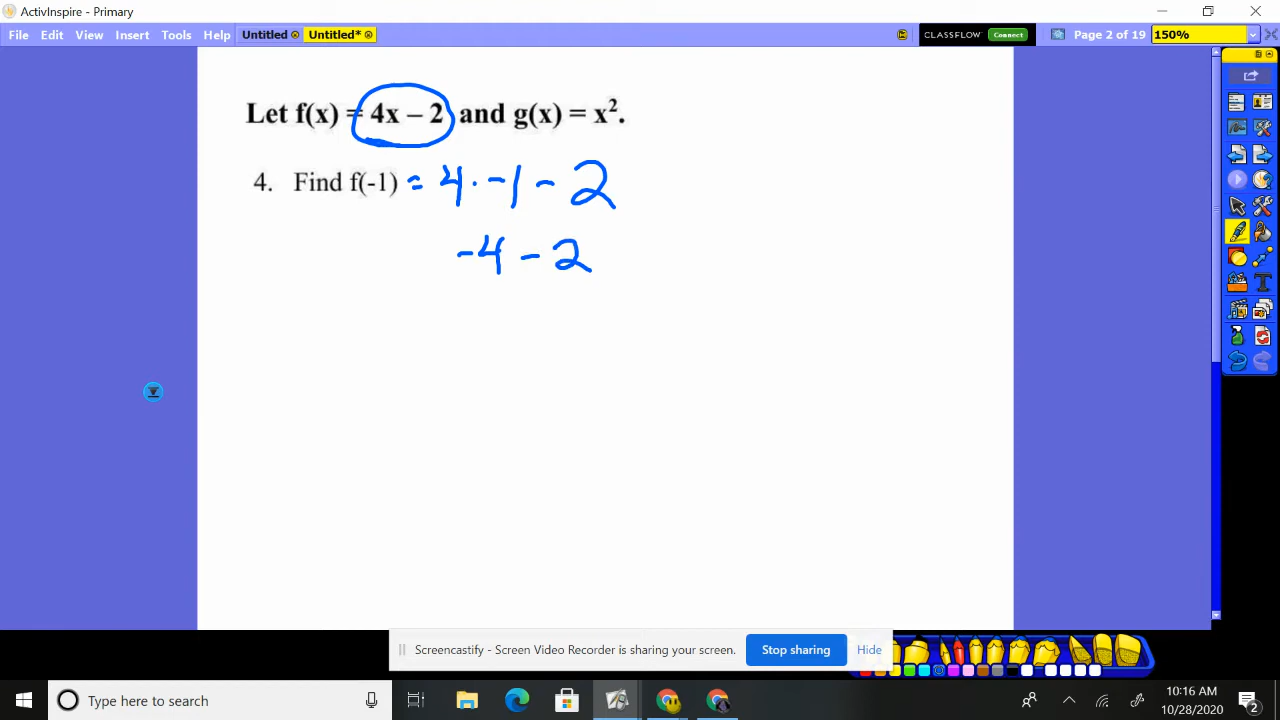 ActivInspire - Primary
File Edit View Insert Tools Help Untitled Untitled* CLASSFLOW Connect Page 2 of 19 150%
Let f(x) = 4x – 2 and g(x) = x².
4. Find f(-1) = 4 · -1 - 2
-4 - 2
Screencastify - Screen Video Recorder is sharing your screen. Stop sharing Hide
Type here to search
10:16 AM
10/28/2020
2